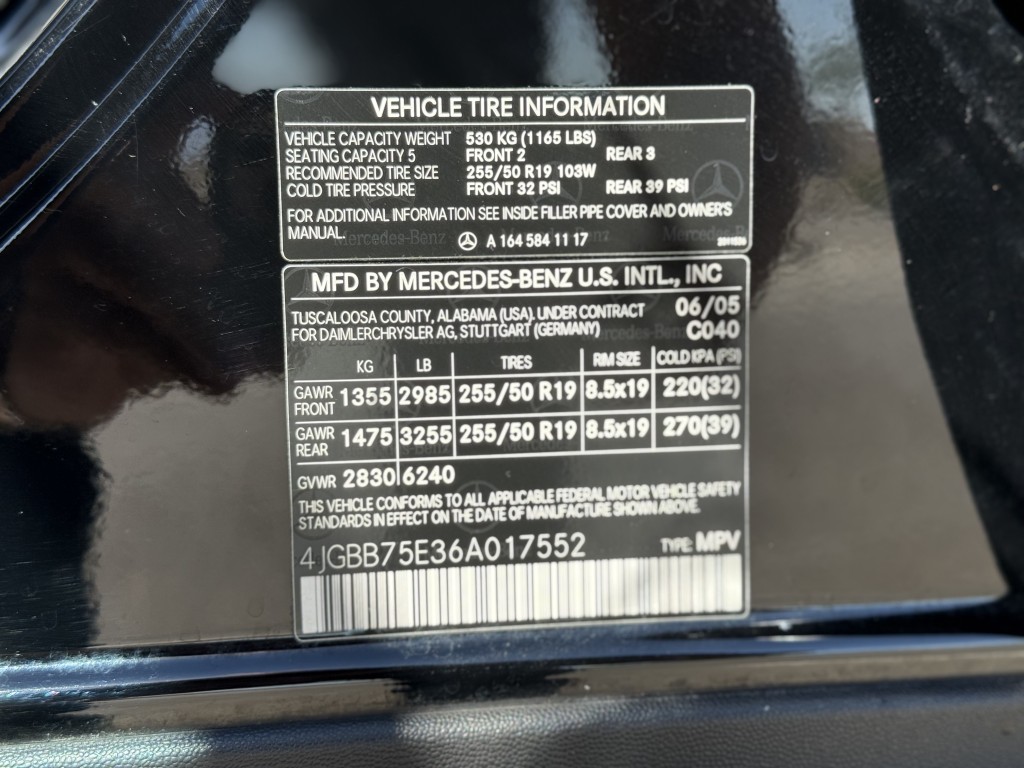 VEHICLE TIRE INFORMATION
VEHICLE CAPACITY WEIGHT 530 KG (1165 LBS)
SEATING CAPACITY 5 FRONT 2 REAR 3
RECOMMENDED TIRE SIZE 255/50 R19 103W
COLD TIRE PRESSURE FRONT 32 PSI REAR 39 PSI
FOR ADDITIONAL INFORMATION SEE INSIDE FILLER PIPE COVER AND OWNER'S
MANUAL.
A 164 584 11 17
MFD BY MERCEDES-BENZ U.S. INTL., INC
TUSCALOOSA COUNTY, ALABAMA (USA). UNDER CONTRACT 06/05
FOR DAIMLERCHRYSLER AG, STUTTGART (GERMANY) C040
KG LB TIRES RIM SIZE COLD KPA (PSI)
GAWR FRONT 1355 2985 255/50 R19 8.5x19 220(32)
GAWR REAR 1475 3255 255/50 R19 8.5x19 270(39)
GVWR 2830 6240
THIS VEHICLE CONFORMS TO ALL APPLICABLE FEDERAL MOTOR VEHICLE SAFETY
STANDARDS IN EFFECT ON THE DATE OF MANUFACTURE SHOWN ABOVE.
4JGBB75E36A017552 TYPE: MPV